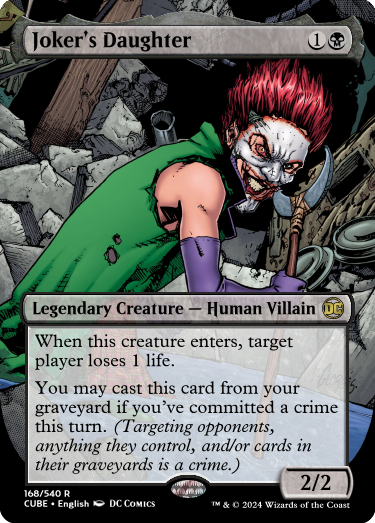 Joker's Daughter 1
Legendary Creature — Human Villain DC
When this creature enters, target
player loses 1 life.
You may cast this card from your
graveyard if you've committed a crime
this turn. (Targeting opponents,
anything they control, and/or cards in
their graveyards is a crime.)
2/2
168/540 R
CUBE • English DC COMICS
™ & © 2024 Wizards of the Coast